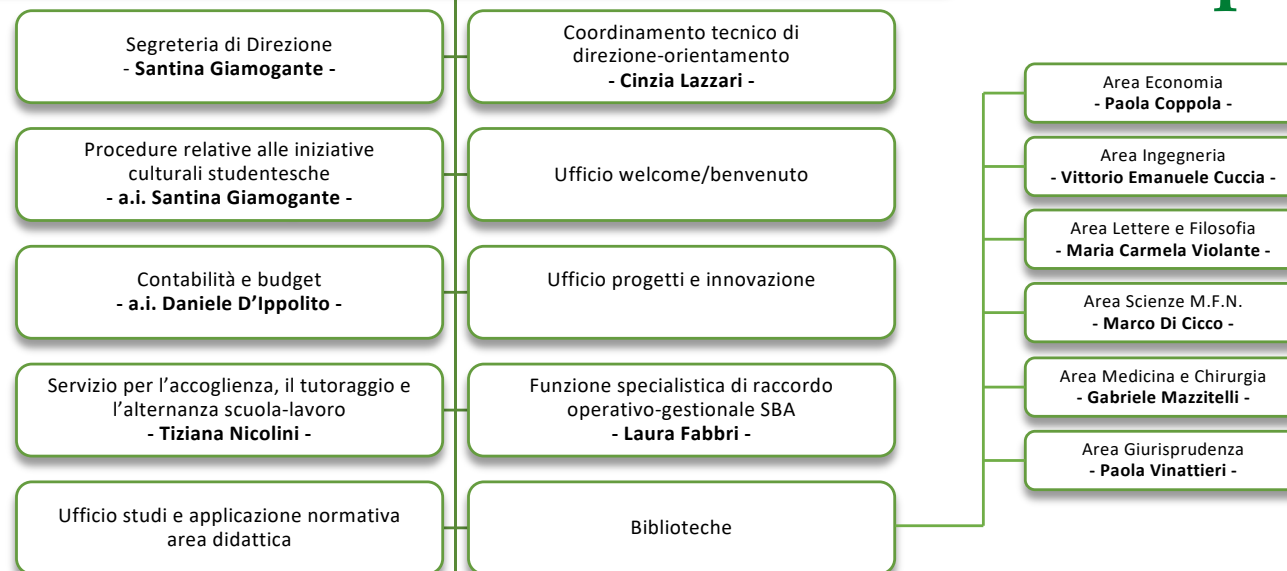 Segreteria di Direzione
- Santina Giamogante -
Coordinamento tecnico di
direzione-orientamento
- Cinzia Lazzari -
Procedure relative alle iniziative
culturali studentesche
- a.i. Santina Giamogante -
Ufficio welcome/benvenuto
Contabilità e budget
- a.i. Daniele D’Ippolito -
Ufficio progetti e innovazione
Servizio per l’accoglienza, il tutoraggio e
l’alternanza scuola-lavoro
- Tiziana Nicolini -
Funzione specialistica di raccordo
operativo-gestionale SBA
- Laura Fabbri -
Ufficio studi e applicazione normativa
area didattica
Biblioteche
Area Economia
- Paola Coppola -
Area Ingegneria
- Vittorio Emanuele Cuccia -
Area Lettere e Filosofia
- Maria Carmela Violante -
Area Scienze M.F.N.
- Marco Di Cicco -
Area Medicina e Chirurgia
- Gabriele Mazzitelli -
Area Giurisprudenza
- Paola Vinattieri -